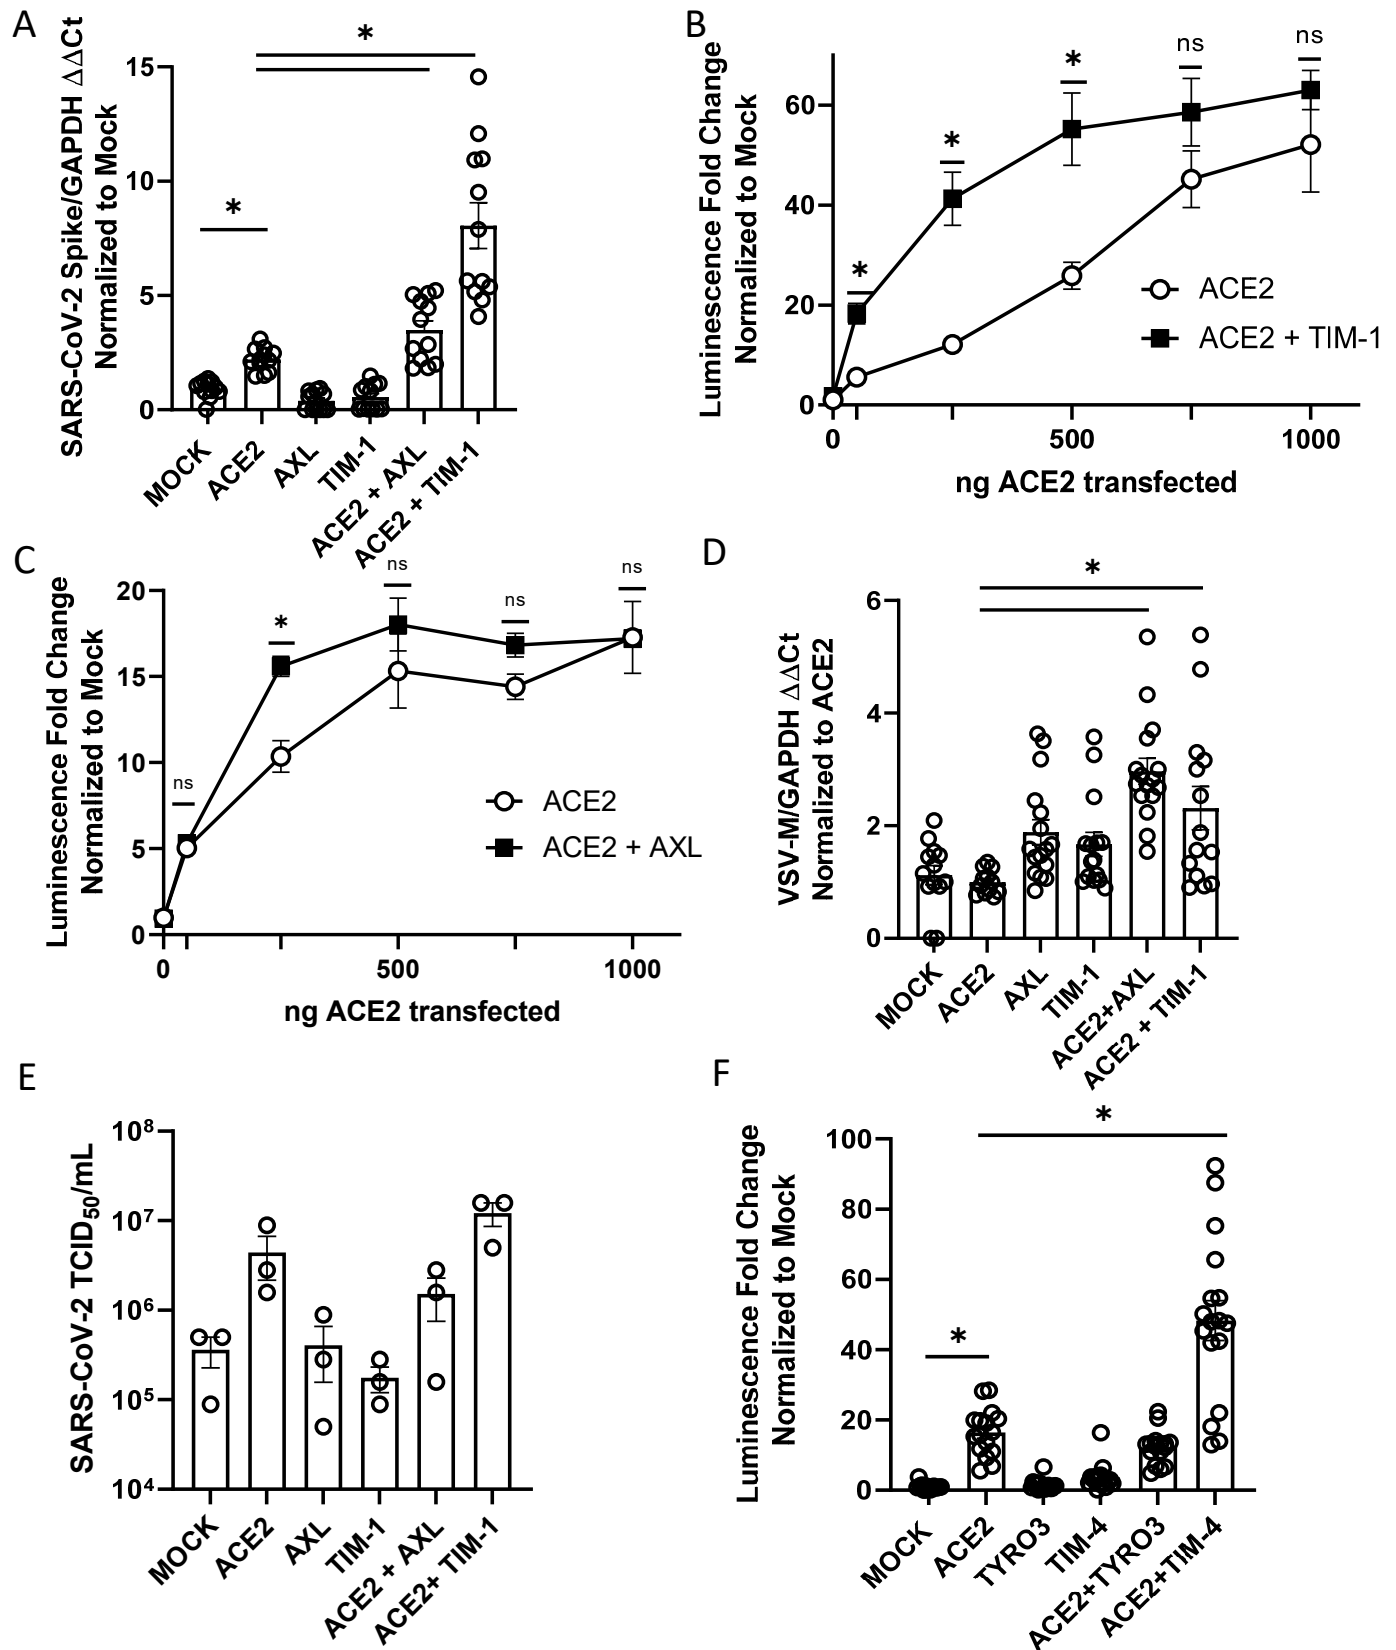 A
SARS-CoV-2 Spike/GAPDH ΔΔCt
Normalized to Mock
15
10
5
0
*
*
MOCK
ACE2
AXL
TIM-1
ACE2 + AXL
ACE2 + TIM-1
B
Luminescence Fold Change
Normalized to Mock
60
40
20
0
*
*
*
ns
ns
ACE2
ACE2 + TIM-1
0
500
1000
ng ACE2 transfected
C
Luminescence Fold Change
Normalized to Mock
20
15
10
5
0
ns
*
ns
ns
ns
ACE2
ACE2 + AXL
0
500
1000
ng ACE2 transfected
D
VSV-M/GAPDH ΔΔCt
Normalized to ACE2
6
4
2
0
*
MOCK
ACE2
AXL
TIM-1
ACE2+AXL
ACE2 + TIM-1
E
SARS-CoV-2 TCID50/mL
10⁸
10⁷
10⁶
10⁵
10⁴
MOCK
ACE2
AXL
TIM-1
ACE2 + AXL
ACE2+ TIM-1
F
Luminescence Fold Change
Normalized to Mock
100
80
60
40
20
0
*
*
MOCK
ACE2
TYRO3
TIM-4
ACE2+TYRO3
ACE2+TIM-4